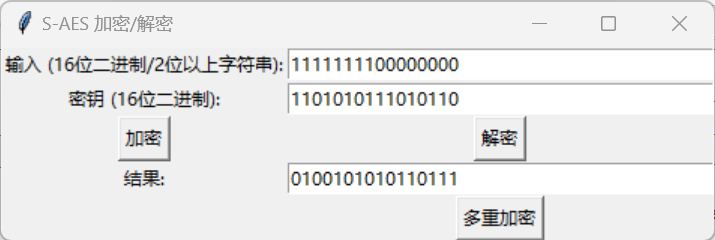 S-AES 加密/解密
输入 (16位二进制/2位以上字符串): 1111111100000000
密钥 (16位二进制): 1101010111010110
加密 解密
结果: 0100101010110111
多重加密